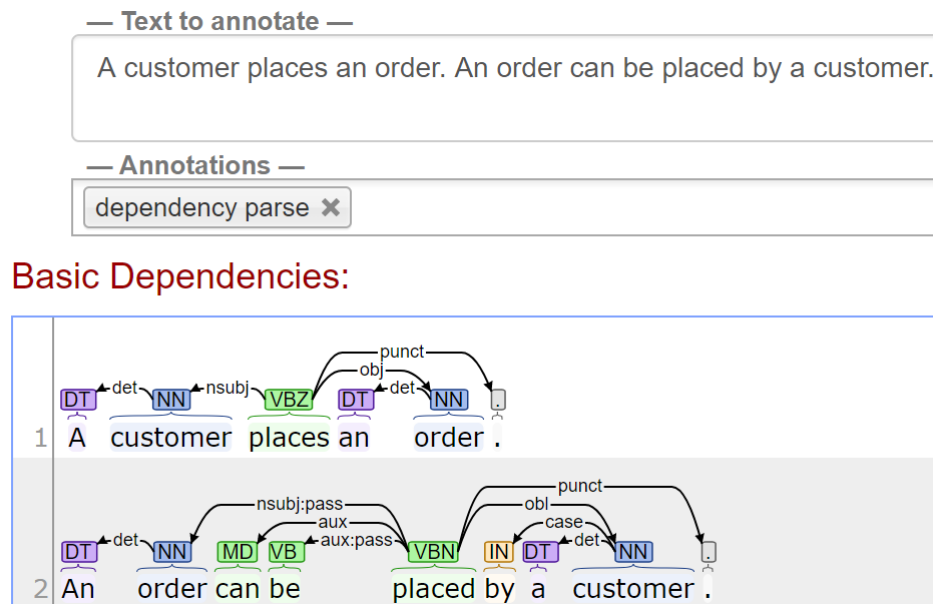 — Text to annotate —
A customer places an order. An order can be placed by a customer.
— Annotations —
dependency parse ✖
Basic Dependencies:
punct
obj
det nsubj det
DT NN VBZ DT NN .
1 A customer places an order .
punct
nsubj:pass obl
aux case
det aux:pass det
DT NN MD VB VBN IN DT NN .
2 An order can be placed by a customer .